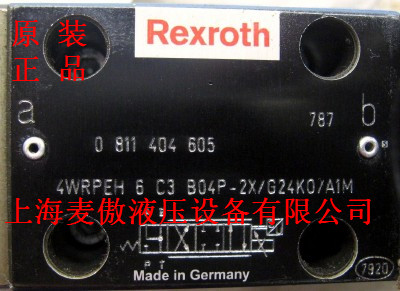 原装
正品
Rexroth
a
787
b
0 811 404 605
4WRPEH 6 C3 B04P-2X/G24K0/A1M
上海麦傲液压设备有限公司
a
P T
Made in Germany
7920